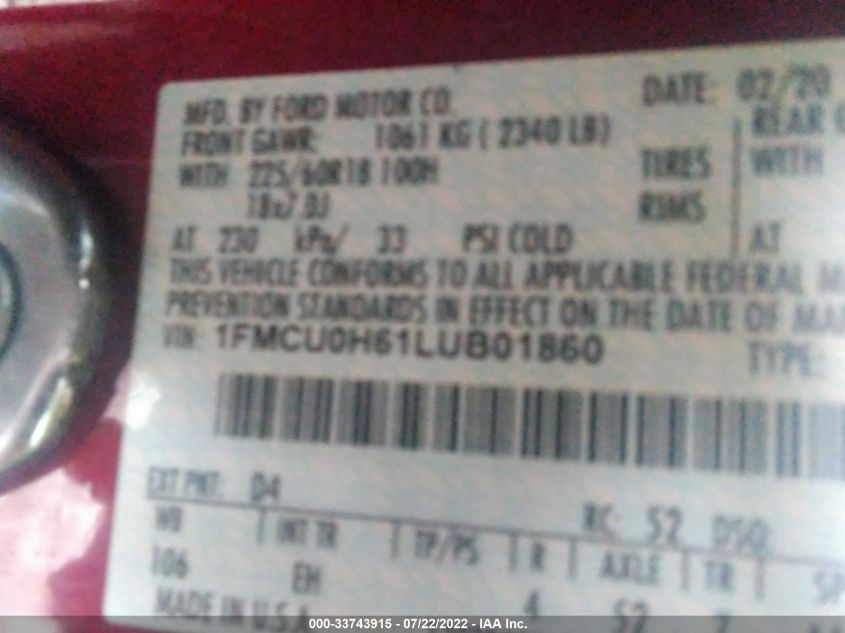 MFD. BY FORD MOTOR CO. DATE: 02/20
FRONT GAWR: 1061 KG ( 2340 LB) REAR
WITH 225/60R18 100H TIRES WITH
18x7.0J RIMS
AT 230 kPa/ 33 PSI COLD AT
THIS VEHICLE CONFORMS TO ALL APPLICABLE FEDERAL
PREVENTION STANDARDS IN EFFECT ON THE DATE OF
VIN: 1FMCU0H61LUB01860 TYPE:
EXT PNT: D4 RC: 52 DSO:
WB INT TR TP/PS R AXLE TR
106 EH 4 52
MADE IN U.S.A
000-33743915 - 07/22/2022 - IAA Inc.